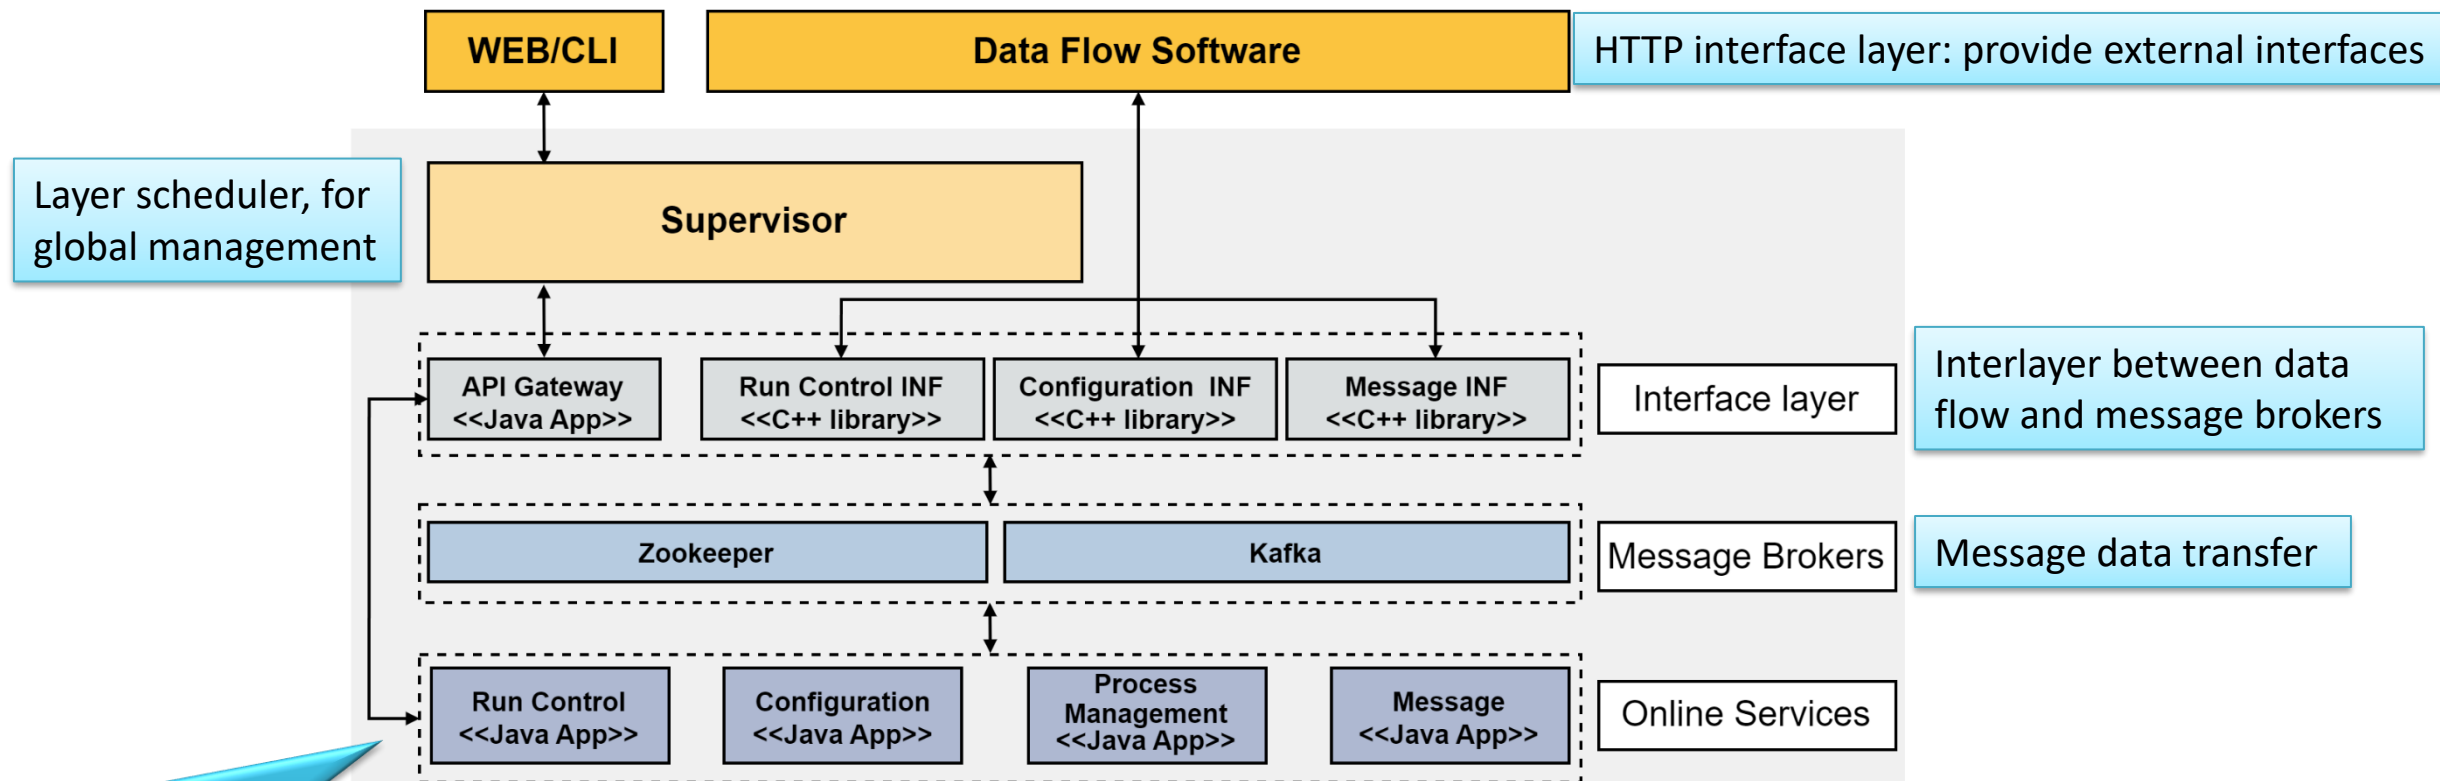 WEB/CLI
Data Flow Software
HTTP interface layer: provide external interfaces
Layer scheduler, for
global management
Supervisor
API Gateway
<<Java App>>
Run Control INF
<<C++ library>>
Configuration INF
<<C++ library>>
Message INF
<<C++ library>>
Interface layer
Interlayer between data
flow and message brokers
Zookeeper
Kafka
Message Brokers
Message data transfer
Run Control
<<Java App>>
Configuration
<<Java App>>
Process
Management
<<Java App>>
Message
<<Java App>>
Online Services